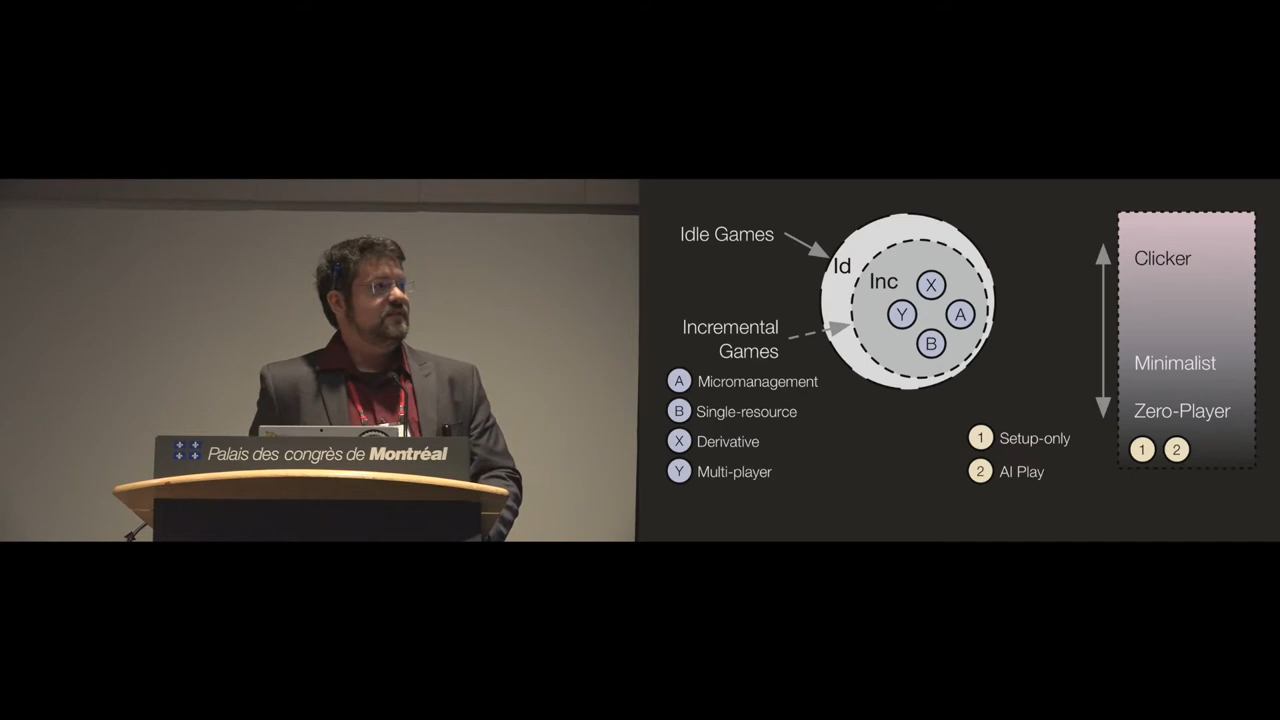 Palais des congrès de Montréal
Idle Games
Id
Inc
X
Y
A
B
Incremental
Games
A Micromanagement
B Single-resource
X Derivative
Y Multi-player
1 Setup-only
2 AI Play
Clicker
Minimalist
Zero-Player
1 2